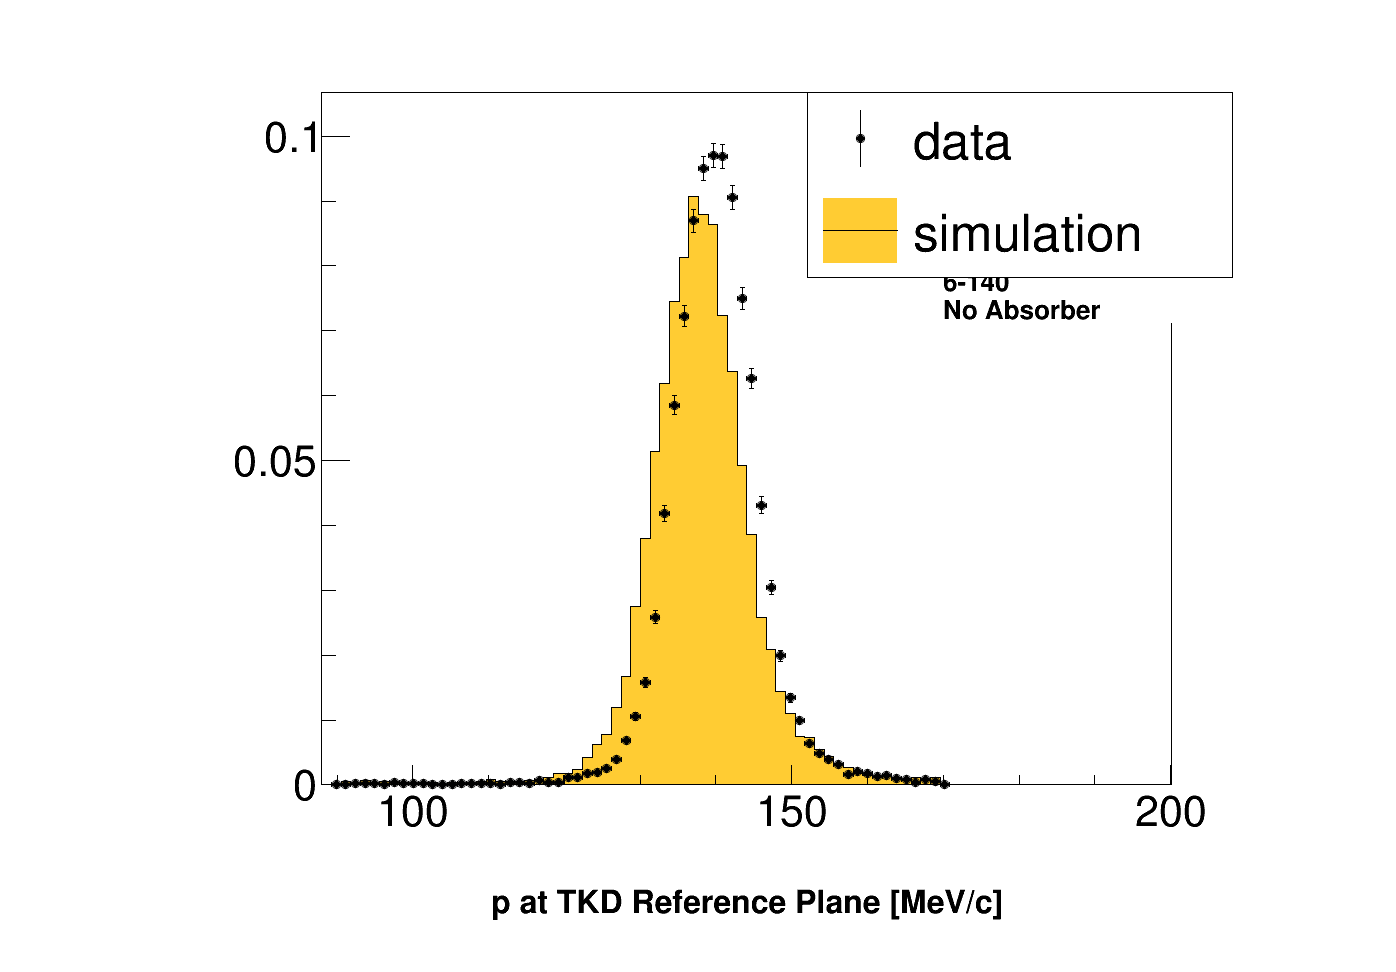 0.1
0.05
0
100
150
200
data
simulation
6-140
No Absorber
p at TKD Reference Plane [MeV/c]